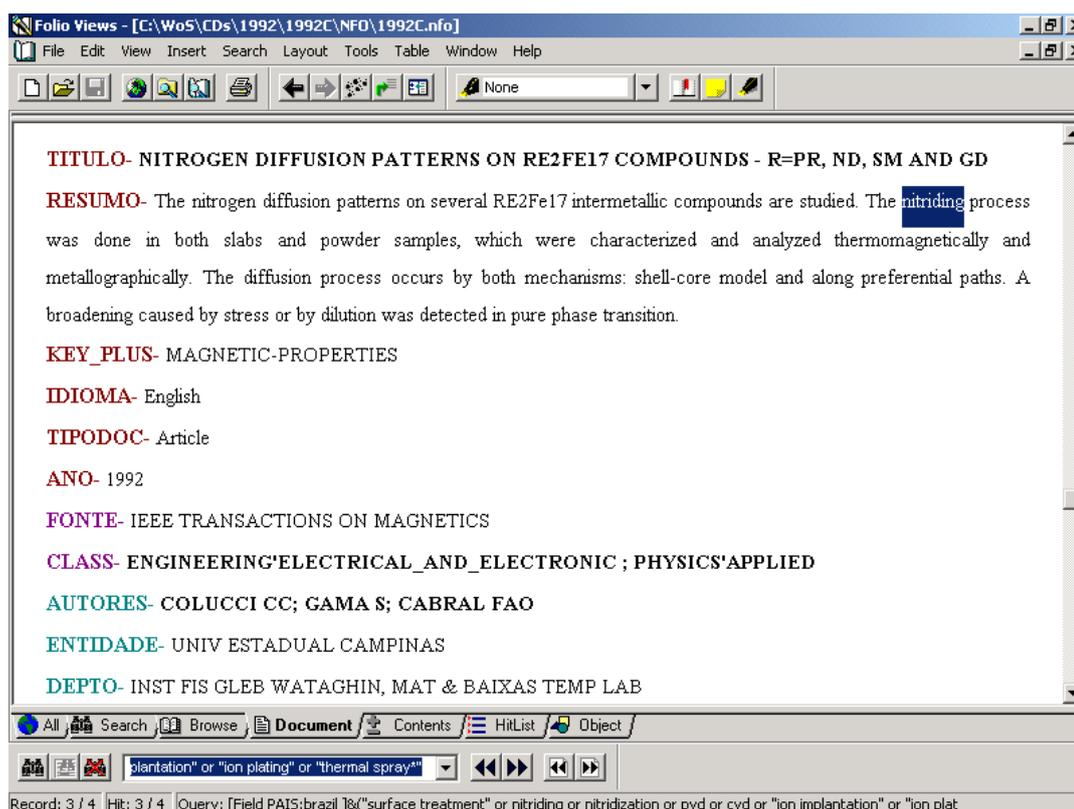 Folio Views - [C:\WoS\CDs\1992\1992C\NFO\1992C.nfo]
File Edit View Insert Search Layout Tools Table Window Help
None
TITULO- NITROGEN DIFFUSION PATTERNS ON RE2FE17 COMPOUNDS - R=PR, ND, SM AND GD
RESUMO- The nitrogen diffusion patterns on several RE2Fe17 intermetallic compounds are studied. The nitriding process
was done in both slabs and powder samples, which were characterized and analyzed thermomagnetically and
metallographically. The diffusion process occurs by both mechanisms: shell-core model and along preferential paths. A
broadening caused by stress or by dilution was detected in pure phase transition.
KEY_PLUS- MAGNETIC-PROPERTIES
IDIOMA- English
TIPODOC- Article
ANO- 1992
FONTE- IEEE TRANSACTIONS ON MAGNETICS
CLASS- ENGINEERING'ELECTRICAL_AND_ELECTRONIC ; PHYSICS'APPLIED
AUTORES- COLUCCI CC; GAMA S; CABRAL FAO
ENTIDADE- UNIV ESTADUAL CAMPINAS
DEPTO- INST FIS GLEB WATAGHIN, MAT & BAIXAS TEMP LAB
All Search Browse Document Contents HitList Object
plantation" or "ion plating" or "thermal spray*"
Record: 3 / 4 Hit: 3 / 4 Query: [Field PAIS:brazil ]&("surface treatment" or nitriding or nitridization or pvd or cvd or "ion implantation" or "ion plat